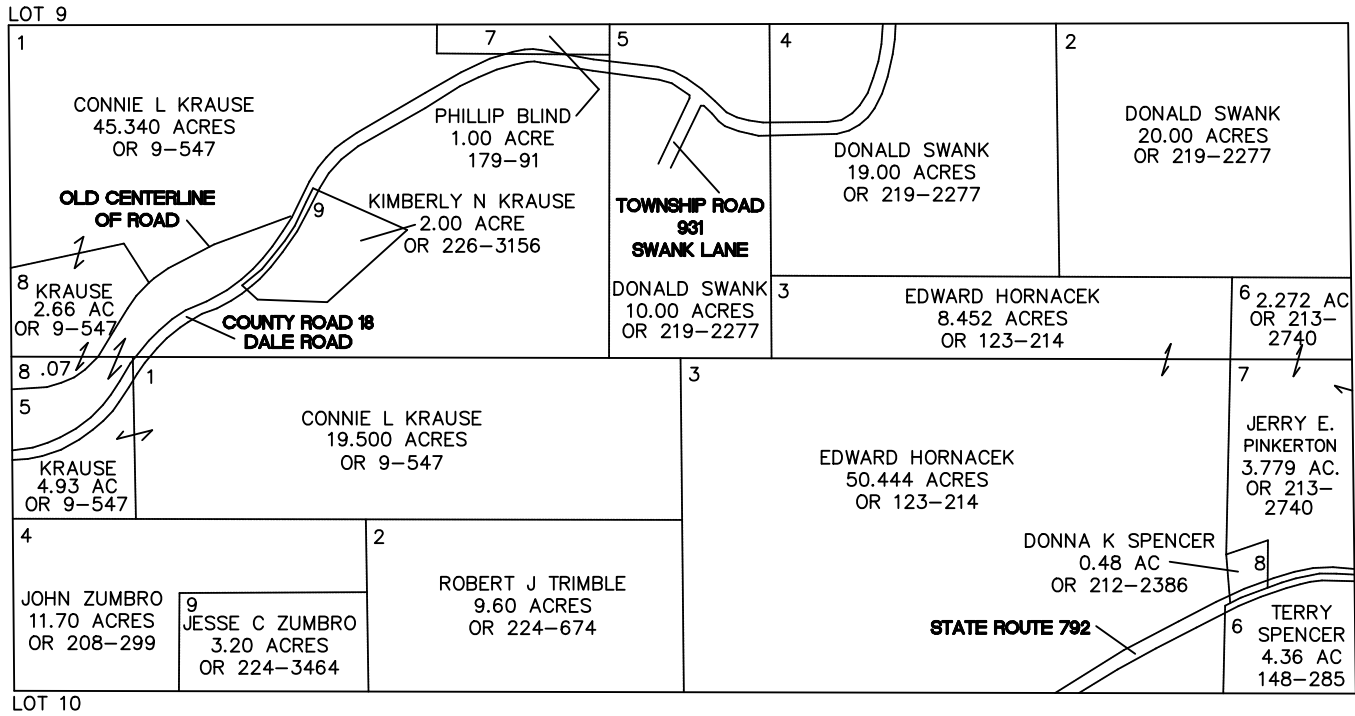 LOT 9
1
7
5
4
2
CONNIE L KRAUSE
45.340 ACRES
OR 9-547
PHILLIP BLIND
1.00 ACRE
179-91
DONALD SWANK
19.00 ACRES
OR 219-2277
DONALD SWANK
20.00 ACRES
OR 219-2277
OLD CENTERLINE
OF ROAD
9
KIMBERLY N KRAUSE
2.00 ACRE
OR 226-3156
TOWNSHIP ROAD
931
SWANK LANE
8
KRAUSE
2.66 AC
OR 9-547
COUNTY ROAD 18
DALE ROAD
DONALD SWANK
10.00 ACRES
OR 219-2277
3
EDWARD HORNACEK
8.452 ACRES
OR 123-214
6
2.272 AC
OR 213-
2740
8 .07
5
KRAUSE
4.93 AC
OR 9-547
1
CONNIE L KRAUSE
19.500 ACRES
OR 9-547
3
EDWARD HORNACEK
50.444 ACRES
OR 123-214
7
JERRY E.
PINKERTON
3.779 AC.
OR 213-
2740
4
JOHN ZUMBRO
11.70 ACRES
OR 208-299
9
JESSE C ZUMBRO
3.20 ACRES
OR 224-3464
2
ROBERT J TRIMBLE
9.60 ACRES
OR 224-674
DONNA K SPENCER
0.48 AC
OR 212-2386
8
STATE ROUTE 792
6
TERRY
SPENCER
4.36 AC
148-285
LOT 10